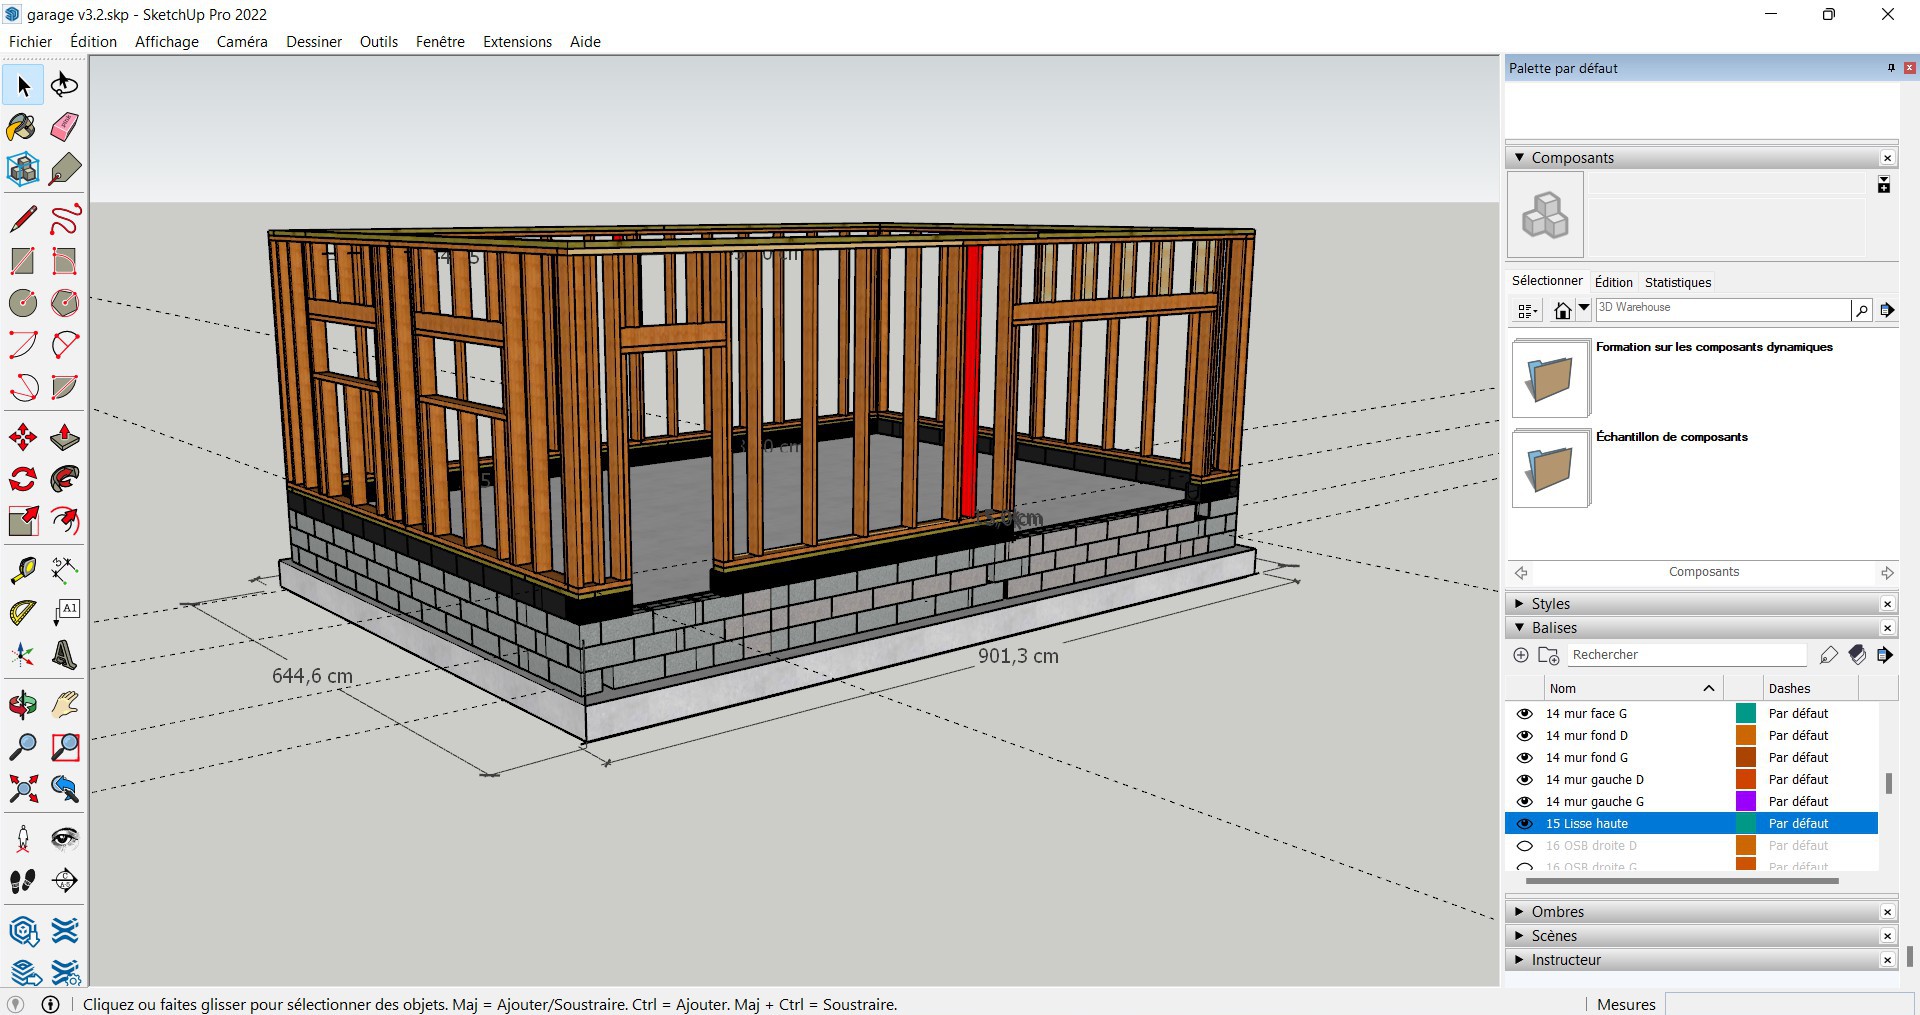 garage v3.2.skp - SketchUp Pro 2022
Fichier Édition Affichage Caméra Dessiner Outils Fenêtre Extensions Aide
Palette par défaut
Composants
Sélectionner Édition Statistiques
3D Warehouse
Formation sur les composants dynamiques
Échantillon de composants
Composants
Styles
Balises
Rechercher
Nom Dashes
14 mur face G Par défaut
14 mur fond D Par défaut
14 mur fond G Par défaut
14 mur gauche D Par défaut
14 mur gauche G Par défaut
15 Lisse haute Par défaut
16 OSB droite D Par défaut
16 OSB droite G Par défaut
Ombres
Scènes
Instructeur
A1
644,6 cm
901,3 cm
Cliquez ou faites glisser pour sélectionner des objets. Maj = Ajouter/Soustraire. Ctrl = Ajouter. Maj + Ctrl = Soustraire.
Mesures